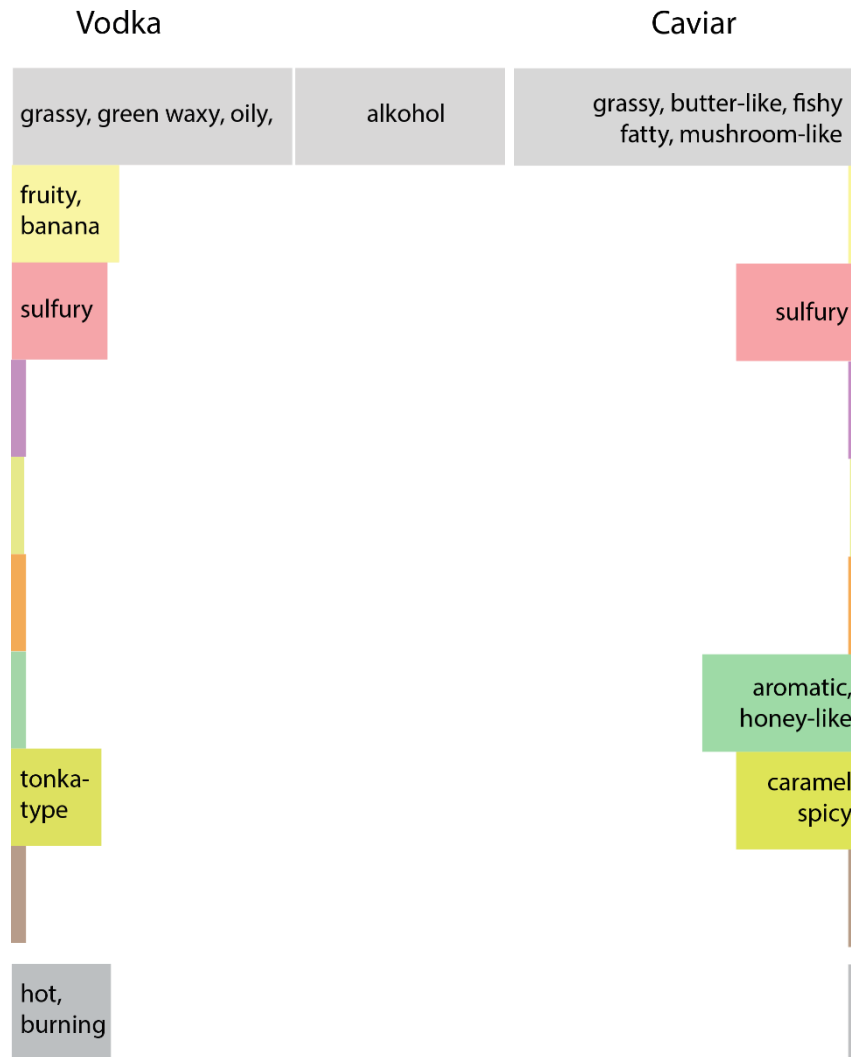 Vodka
Caviar
grassy, green waxy, oily,
alkohol
grassy, butter-like, fishy
fatty, mushroom-like
fruity,
banana
sulfury
sulfury
aromatic,
honey-like
tonka-
type
caramel
spicy
hot,
burning